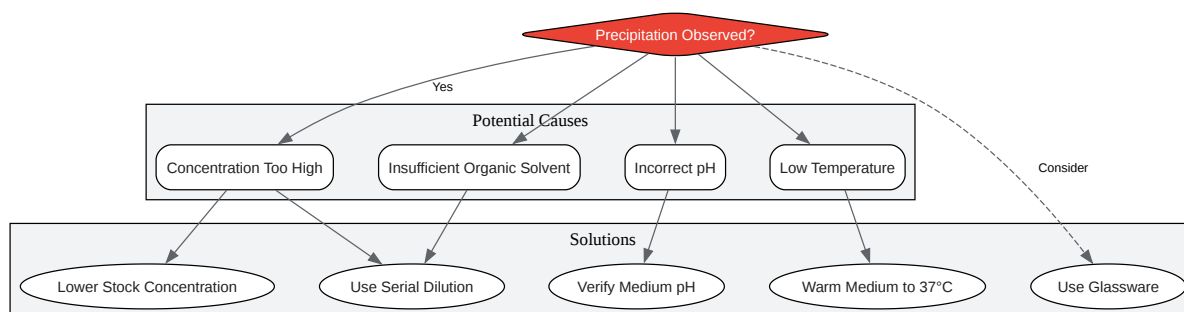 Precipitation Observed?
Yes
Potential Causes
Concentration Too High
Insufficient Organic Solvent
Incorrect pH
Low Temperature
Consider
Solutions
Lower Stock Concentration
Use Serial Dilution
Verify Medium pH
Warm Medium to 37°C
Use Glassware